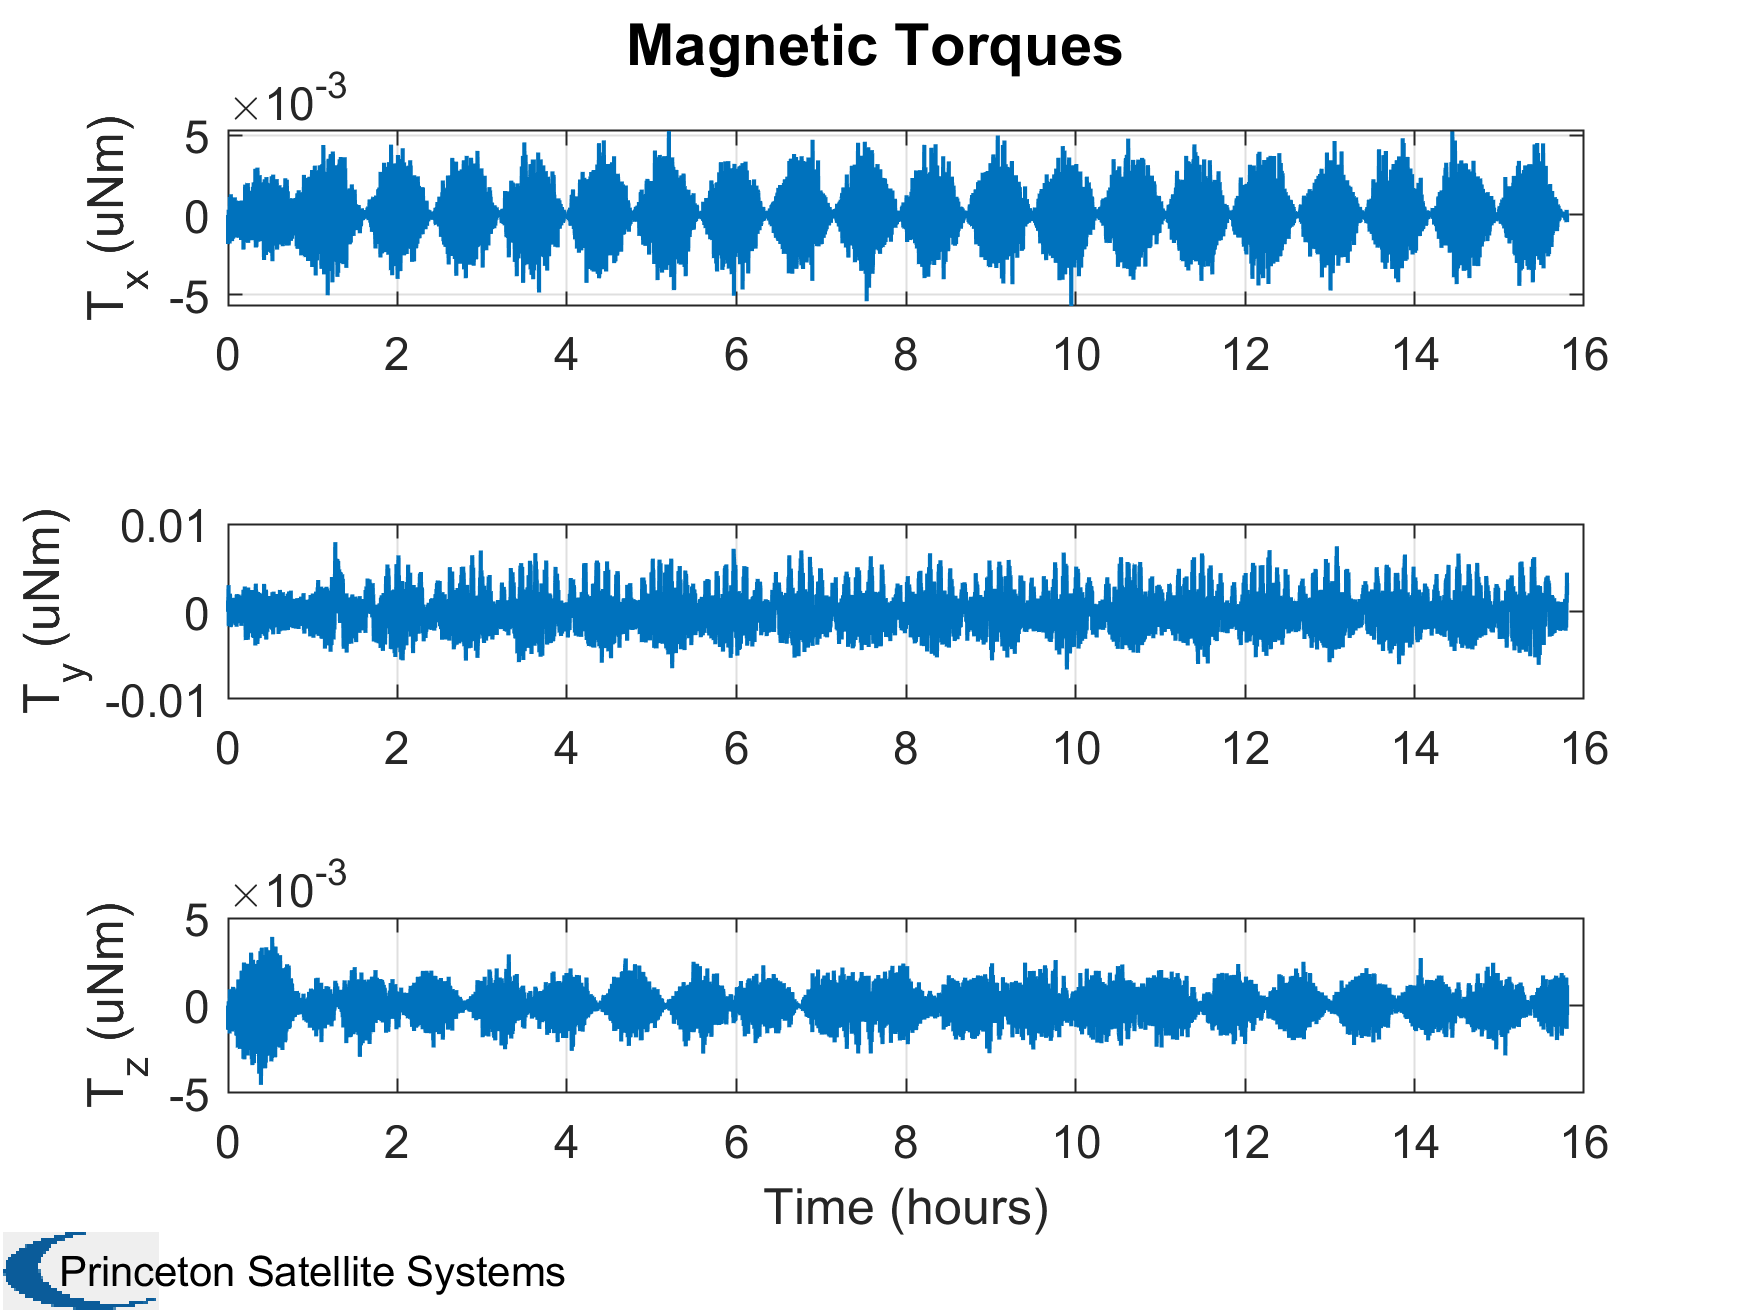 Magnetic Torques
×10⁻³
5
0
-5
T_x (uNm)
0 2 4 6 8 10 12 14 16
0.01
0
-0.01
T_y (uNm)
0 2 4 6 8 10 12 14 16
×10⁻³
5
0
-5
T_z (uNm)
0 2 4 6 8 10 12 14 16
Time (hours)
Princeton Satellite Systems